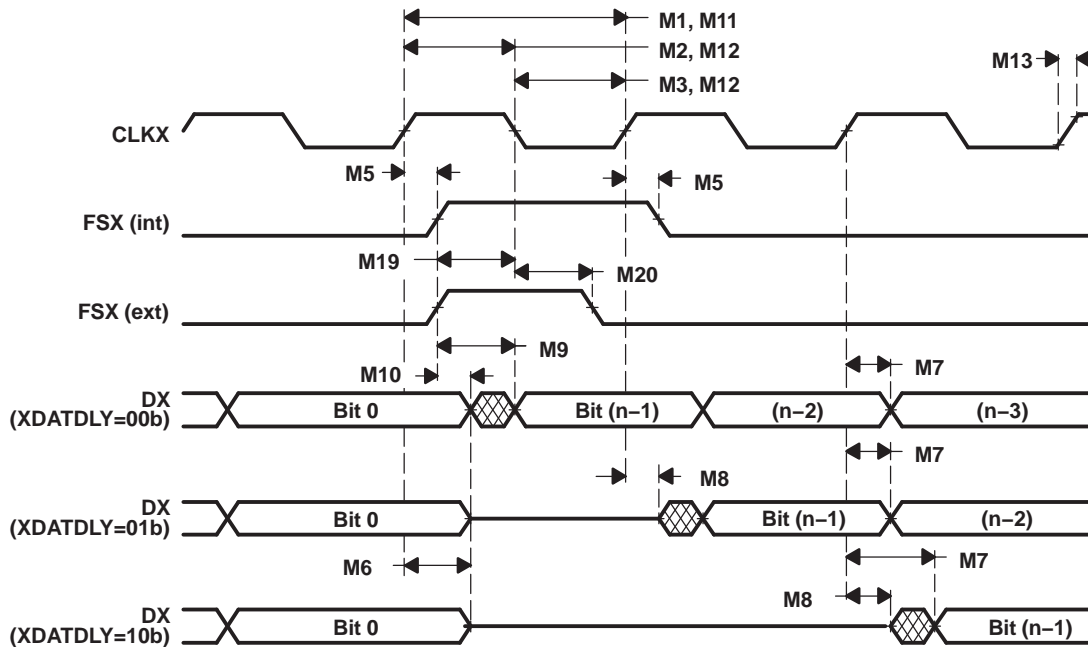 M1, M11
M2, M12
M13
M3, M12
CLKX
M5
M5
FSX (int)
M19
M20
FSX (ext)
M9
M10
M7
DX
(XDATDLY=00b)
Bit 0
Bit (n−1)
(n−2)
(n−3)
M7
M8
DX
(XDATDLY=01b)
Bit 0
Bit (n−1)
(n−2)
M6
M7
M8
DX
(XDATDLY=10b)
Bit 0
Bit (n−1)